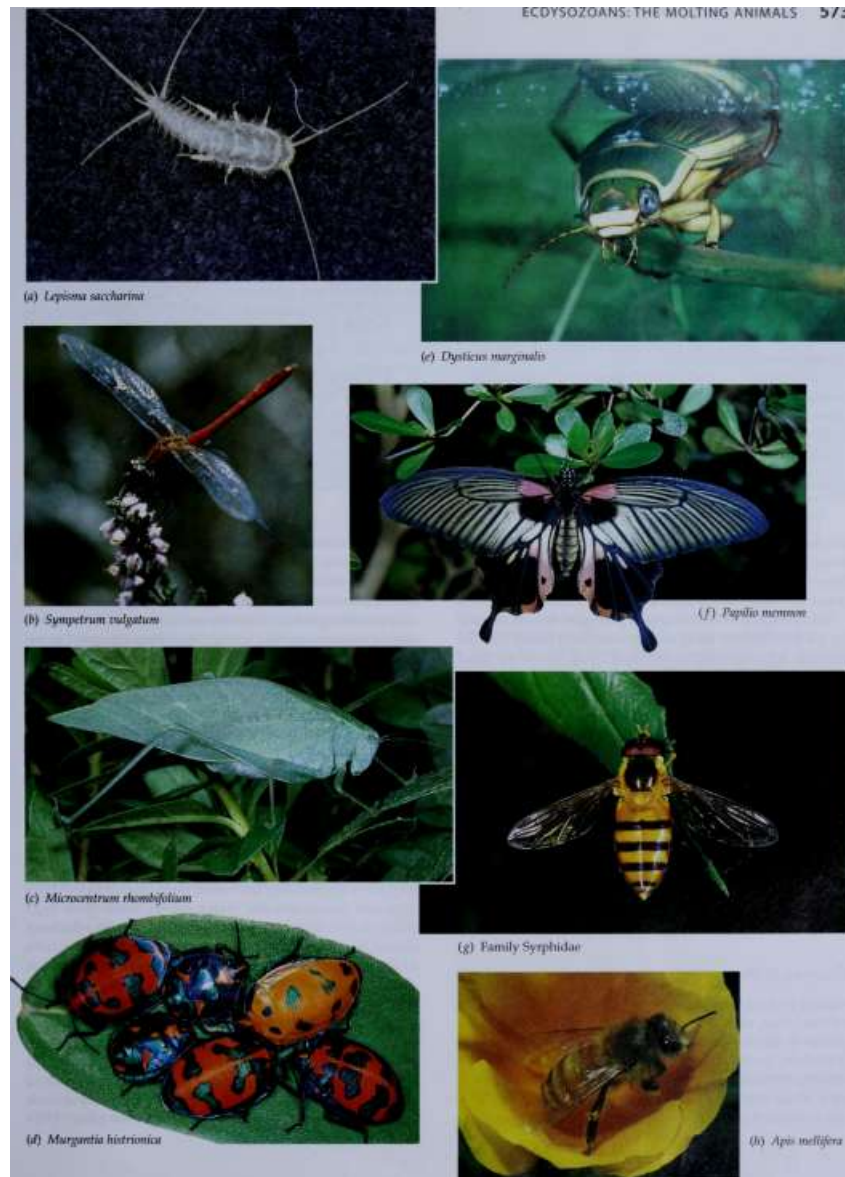 ECDYSOZOANS: THE MOLTING ANIMALS 573
(a) Lepisma saccharina
(e) Dysticus marginalis
(b) Sympetrum vulgatum
(f) Papilio memnon
(c) Microcentrum rhombifolium
(g) Family Syrphidae
(d) Murgantia histrionica
(h) Apis mellifera